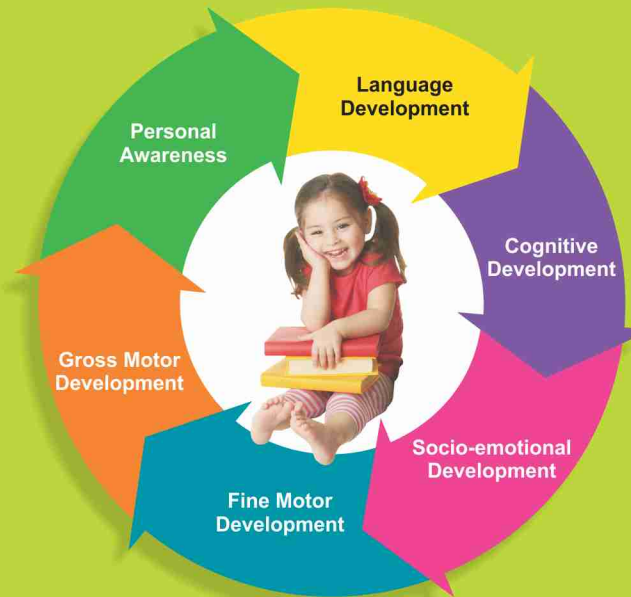 Language
Development
Cognitive
Development
Socio-emotional
Development
Fine Motor
Development
Gross Motor
Development
Personal
Awareness